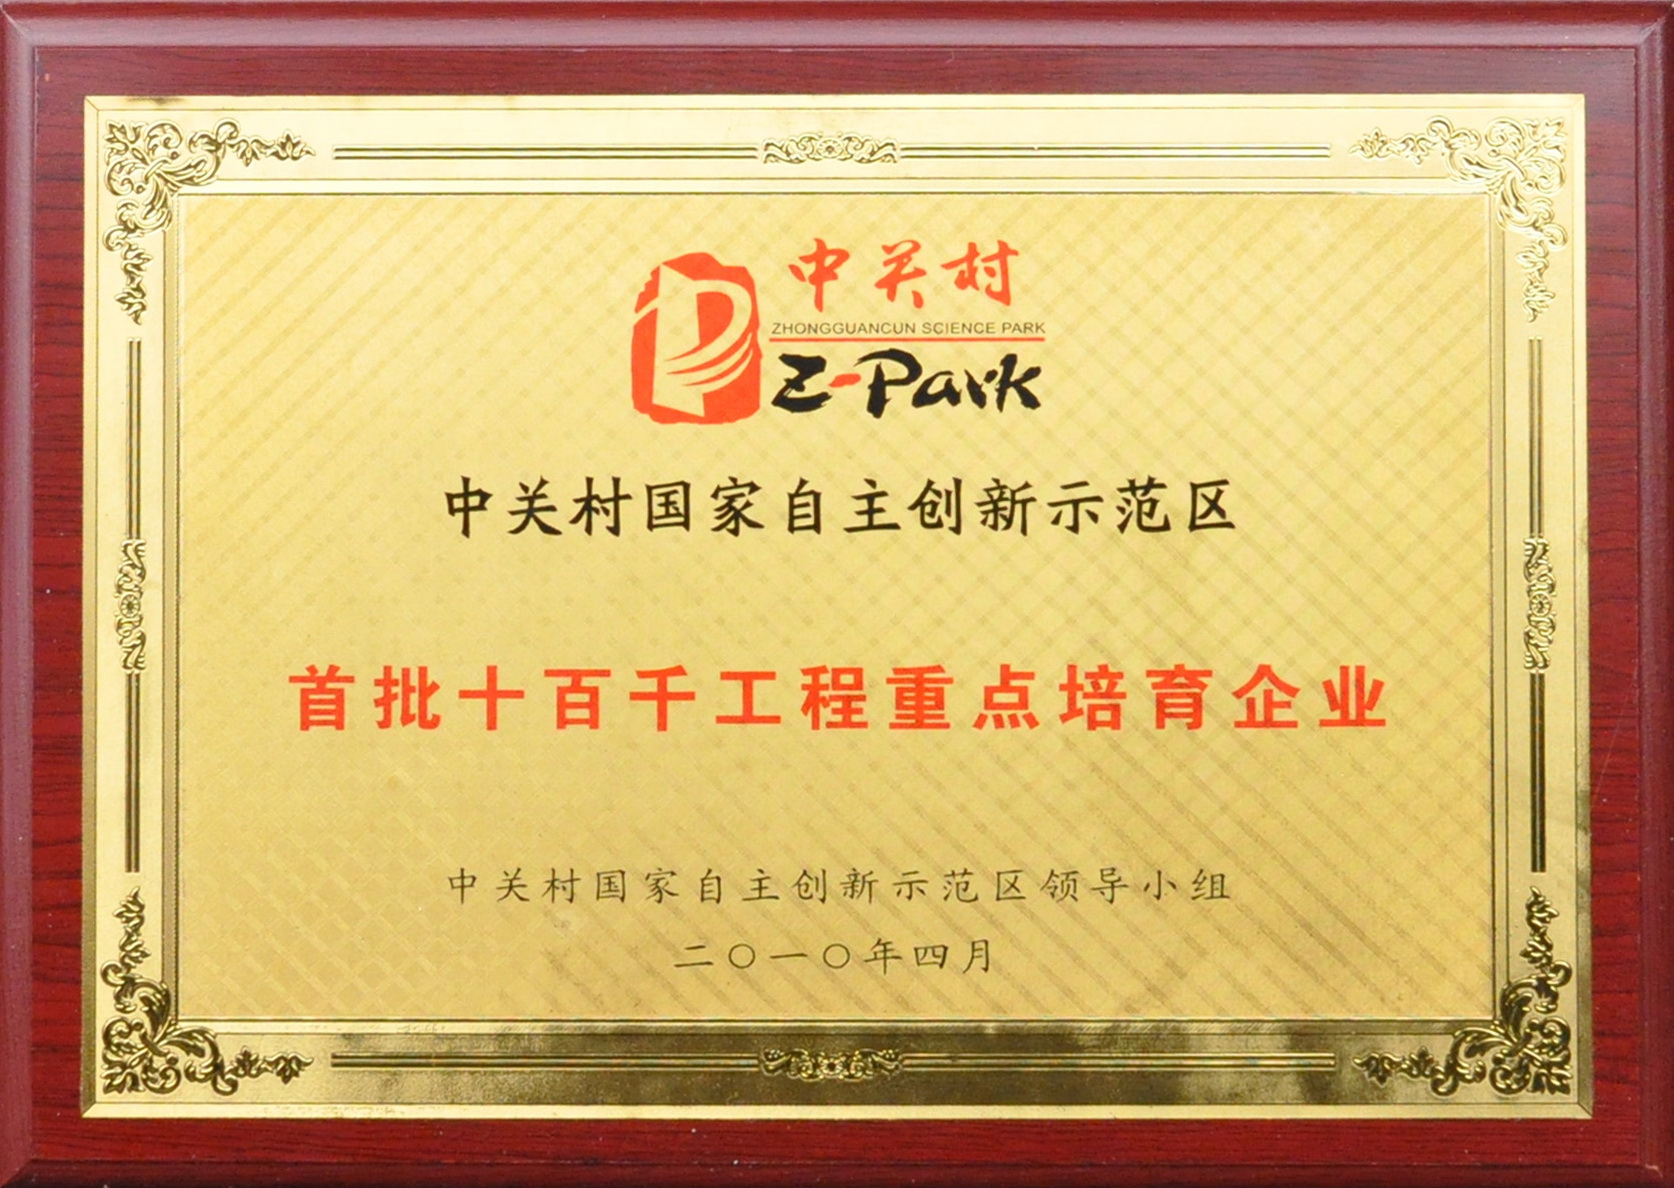 中关村
ZHONGGUANCUN SCIENCE PARK
Z-Park
中关村国家自主创新示范区
首批十百千工程重点培育企业
中关村国家自主创新示范区领导小组
二〇一〇年四月